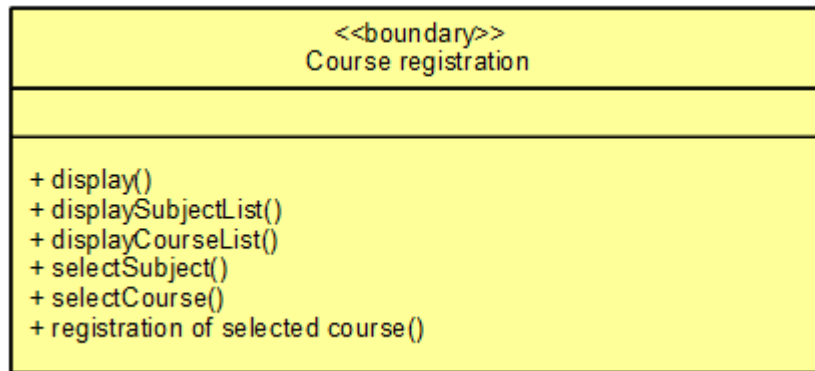 <<boundary>>
Course registration
+ display()
+ displaySubjectList()
+ displayCourseList()
+ selectSubject()
+ selectCourse()
+ registration of selected course()